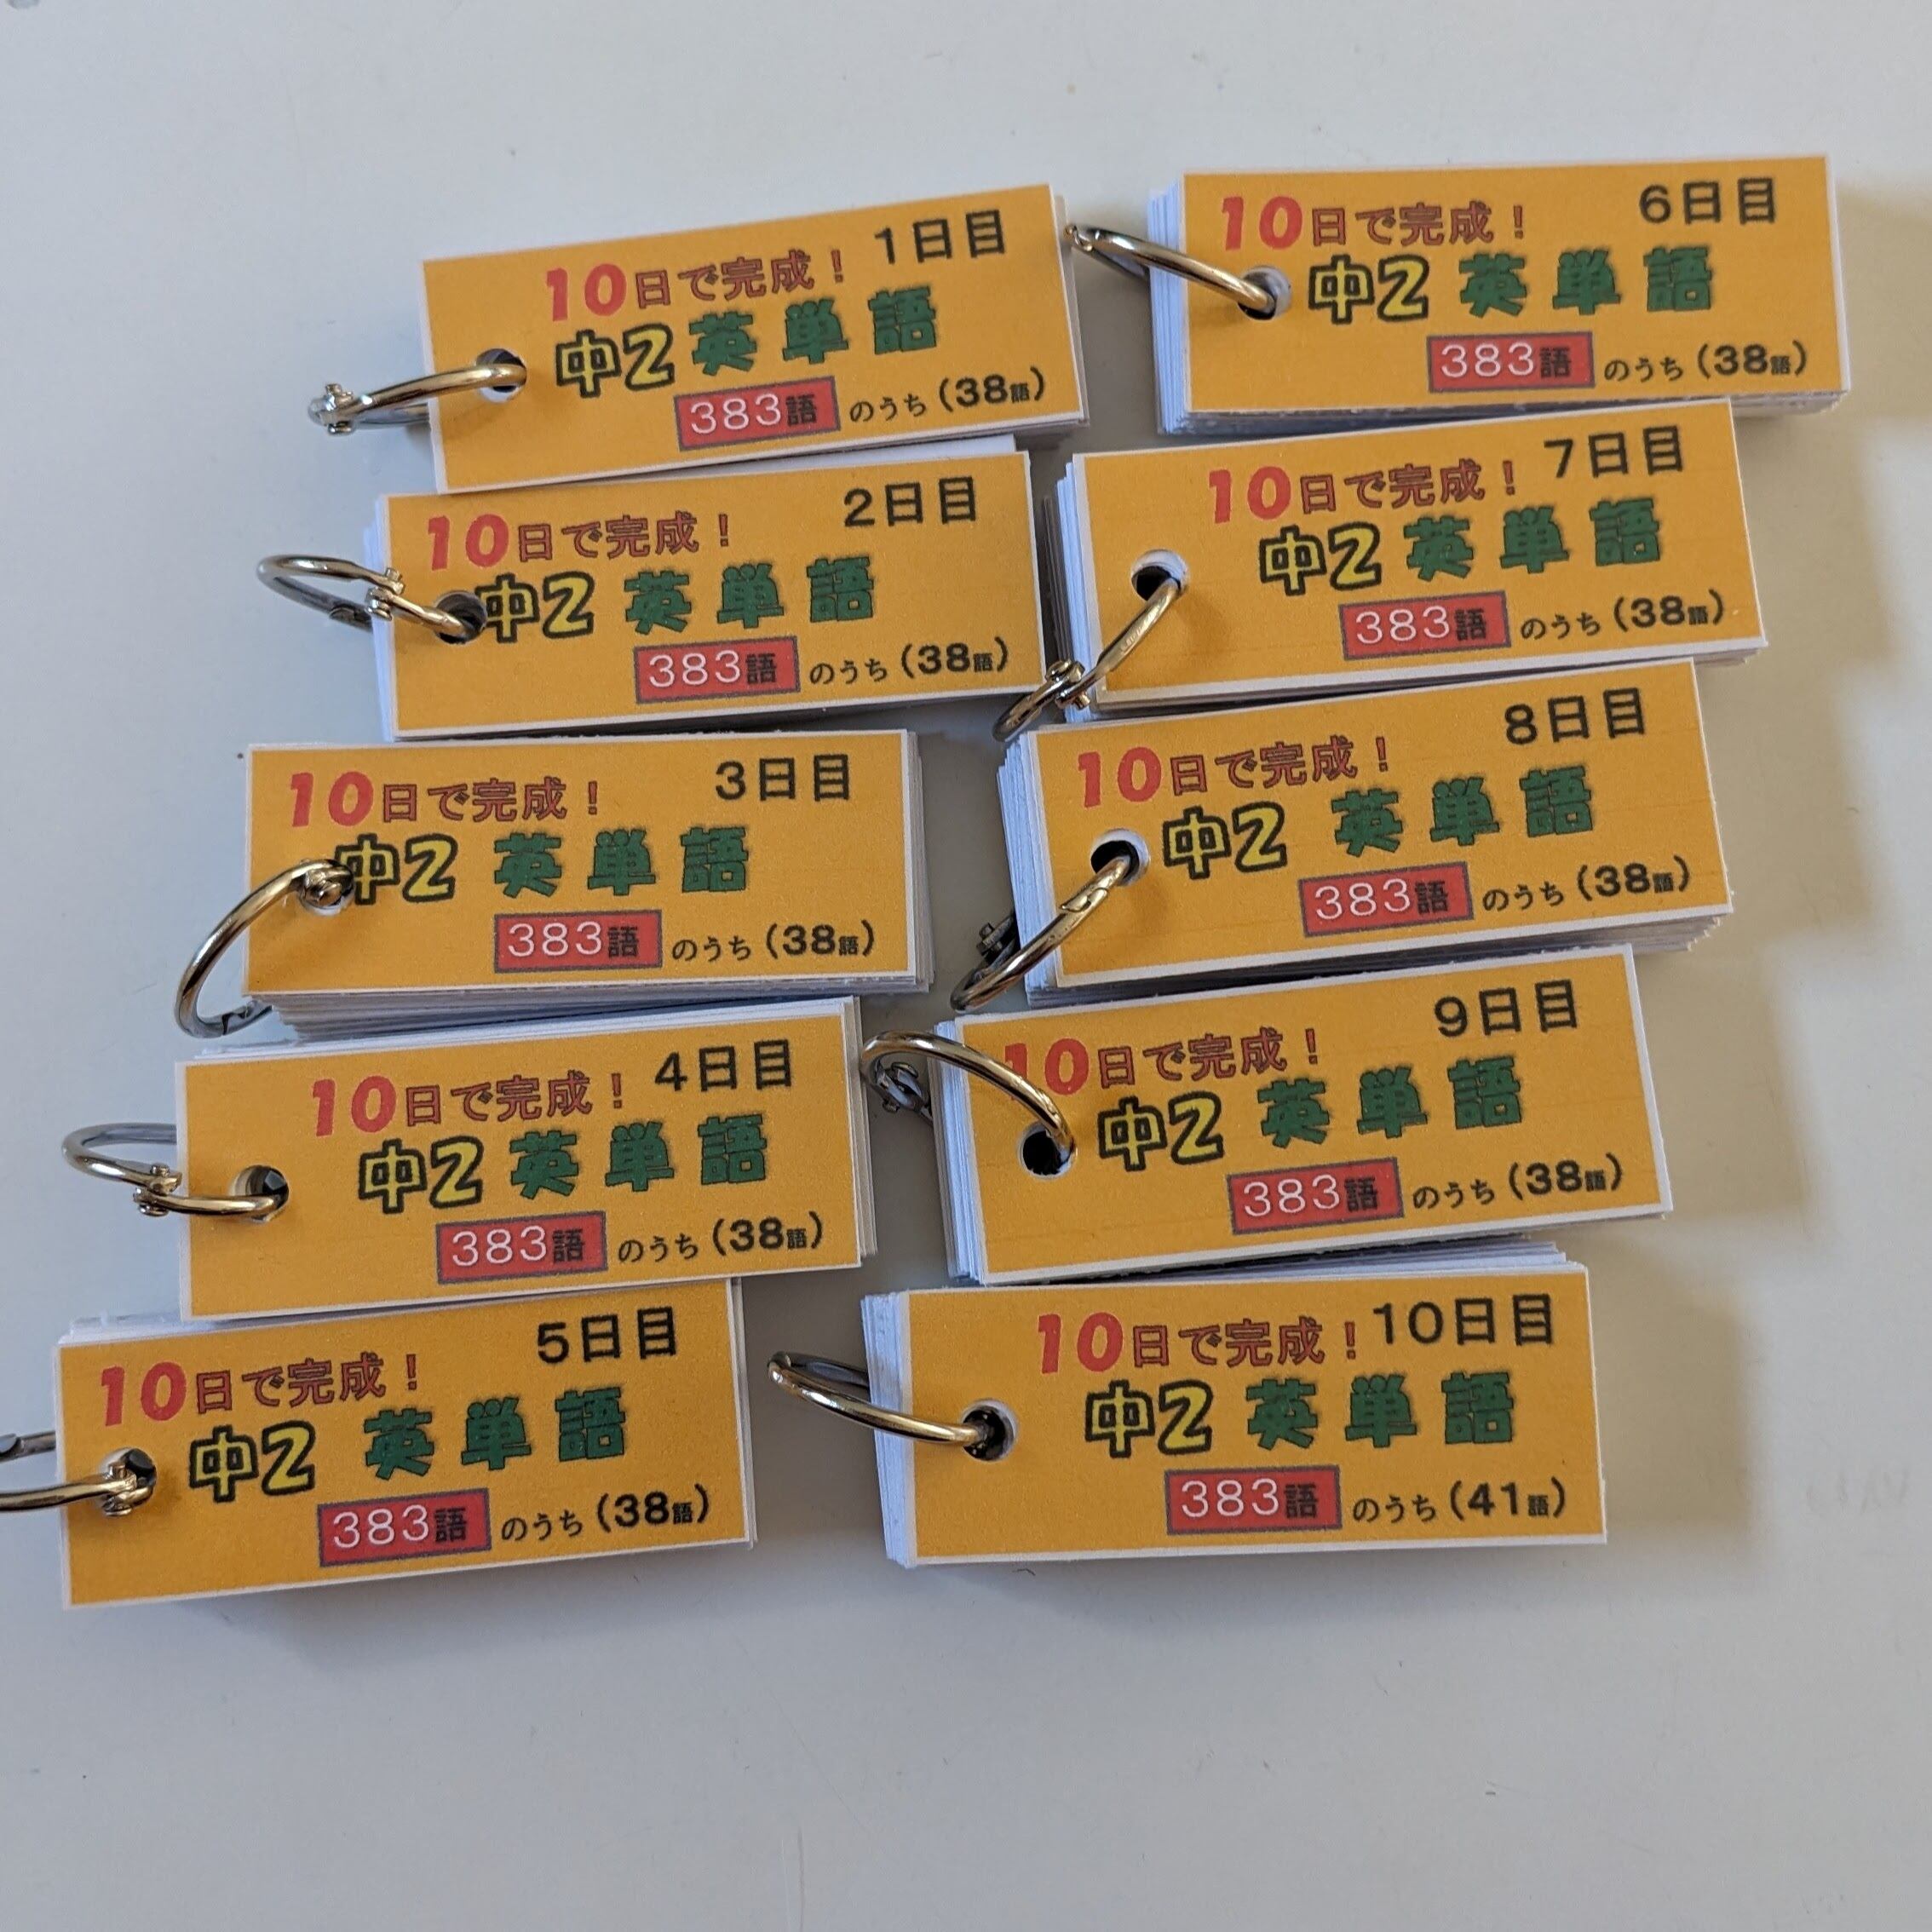 10日で完成！ 1日目
中2 英単語
383語 のうち（38語）
10日で完成！ 2日目
中2 英単語
383語 のうち（38語）
10日で完成！ 3日目
中2 英単語
383語 のうち（38語）
10日で完成！ 4日目
中2 英単語
383語 のうち（38語）
10日で完成！ 5日目
中2 英単語
383語 のうち（38語）
10日で完成！ 6日目
中2 英単語
383語 のうち（38語）
10日で完成！ 7日目
中2 英単語
383語 のうち（38語）
10日で完成！ 8日目
中2 英単語
383語 のうち（38語）
10日で完成！ 9日目
中2 英単語
383語 のうち（38語）
10日で完成！ 10日目
中2 英単語
383語 のうち（41語）